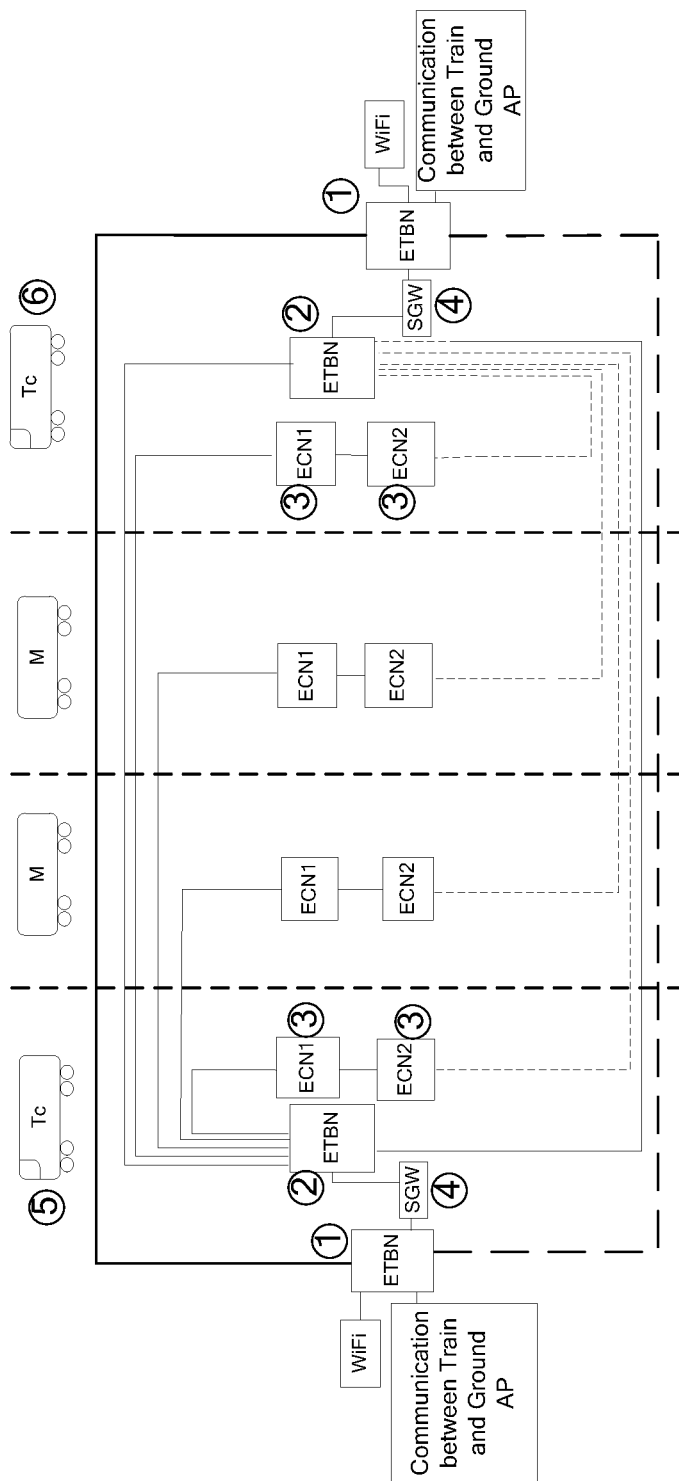 ⑤
Tc
M
M
Tc
⑥
①
ETBN
WiFi
Communication
between Train
and Ground
AP
SGW
④
②
ETBN
ECN1
③
ECN2
③
ECN1
ECN2
ECN1
ECN2
ECN1
③
ECN2
③
②
ETBN
SGW
④
①
ETBN
WiFi
Communication
between Train
and Ground
AP